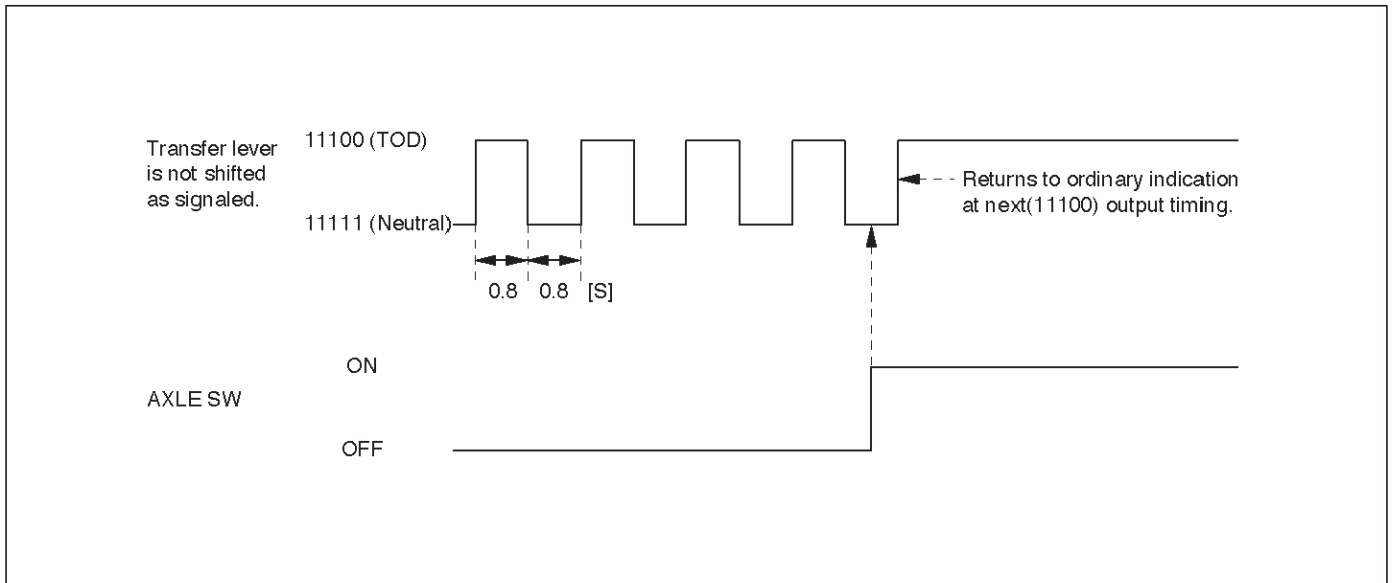 Transfer lever
is not shifted
as signaled.
11100 (TOD)
11111 (Neutral)
Returns to ordinary indication
at next(11100) output timing.
0.8 0.8 [S]
AXLE SW
ON
OFF